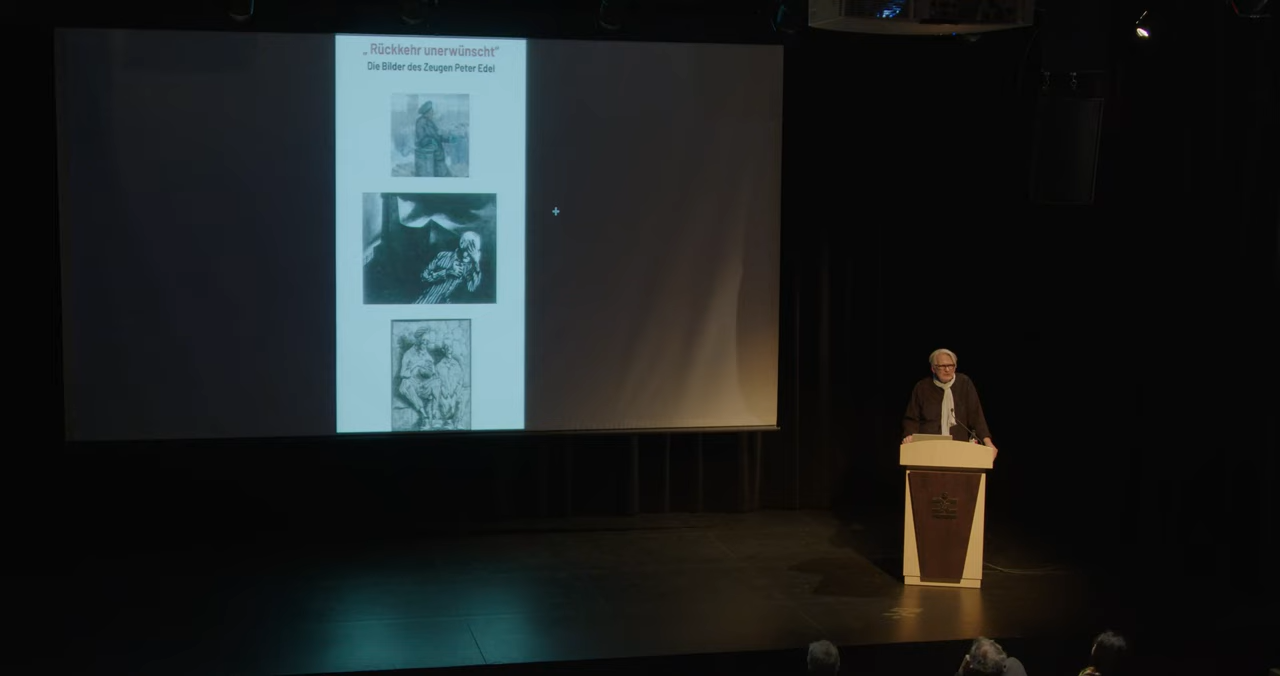 „Rückkehr unerwünscht“
Die Bilder des Zeugen Peter Edel